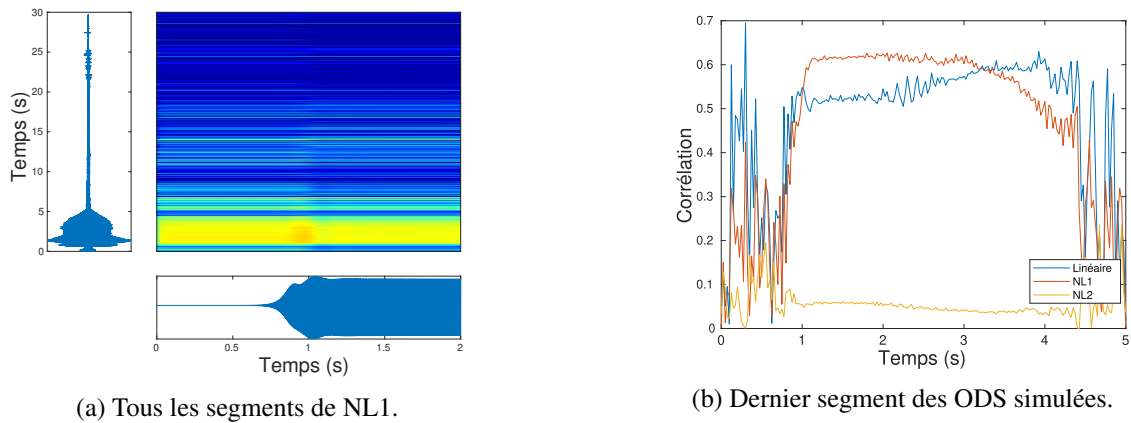 30
25
20
15
10
5
0
Temps (s)
0
0.5
1
1.5
2
Temps (s)
(a) Tous les segments de NL1.
0.7
0.6
0.5
0.4
0.3
0.2
0.1
0
Corrélation
Linéaire
NL1
NL2
0
1
2
3
4
5
Temps (s)
(b) Dernier segment des ODS simulées.